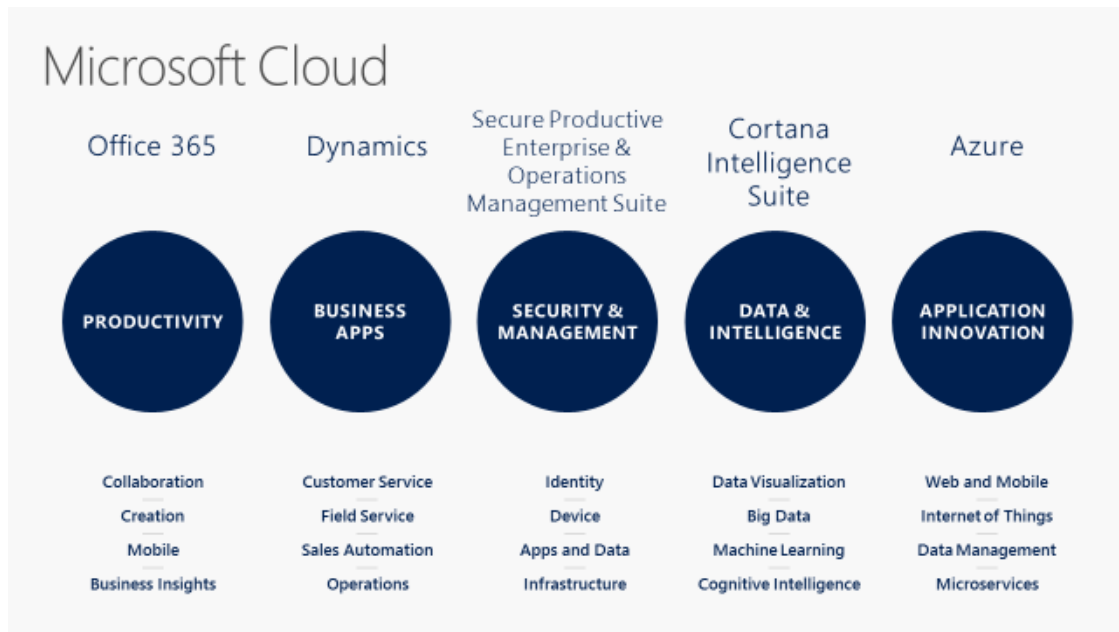 Microsoft Cloud
Office 365
Dynamics
Secure Productive
Enterprise &
Operations
Management Suite
Cortana
Intelligence
Suite
Azure
PRODUCTIVITY
BUSINESS
APPS
SECURITY &
MANAGEMENT
DATA &
INTELLIGENCE
APPLICATION
INNOVATION
Collaboration
Creation
Mobile
Business Insights
Customer Service
Field Service
Sales Automation
Operations
Identity
Device
Apps and Data
Infrastructure
Data Visualization
Big Data
Machine Learning
Cognitive Intelligence
Web and Mobile
Internet of Things
Data Management
Microservices